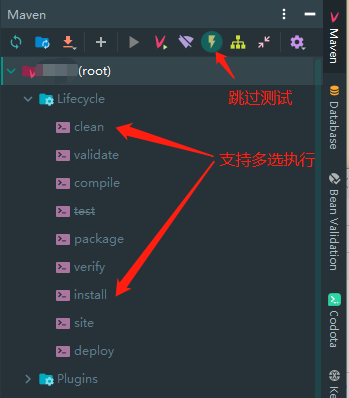 Maven
(root)
跳过测试
Lifecycle
clean
validate
支持多选执行
compile
test
package
verify
install
site
deploy
Plugins
Maven
Database
Bean Validation
Codota
Ke